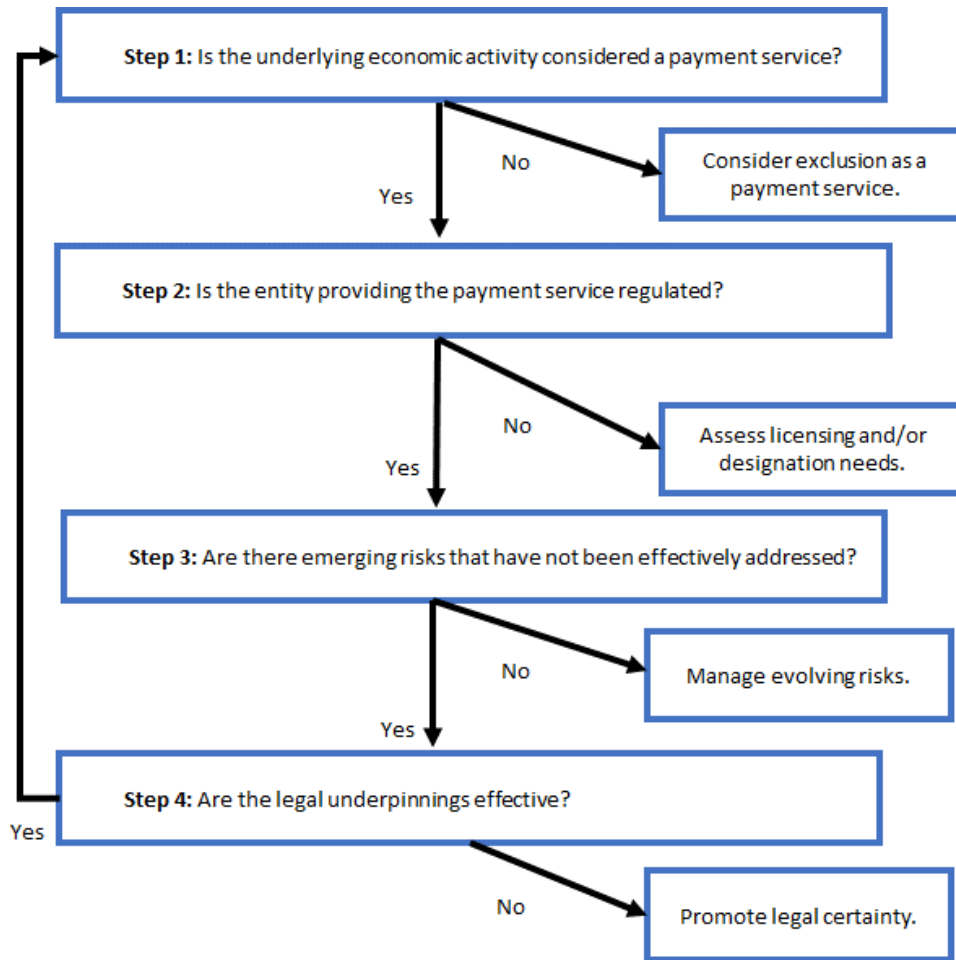 Step 1: Is the underlying economic activity considered a payment service?
No
Consider exclusion as a
payment service.
Yes
Step 2: Is the entity providing the payment service regulated?
No
Assess licensing and/or
designation needs.
Yes
Step 3: Are there emerging risks that have not been effectively addressed?
No
Manage evolving risks.
Yes
Step 4: Are the legal underpinnings effective?
Yes
No
Promote legal certainty.